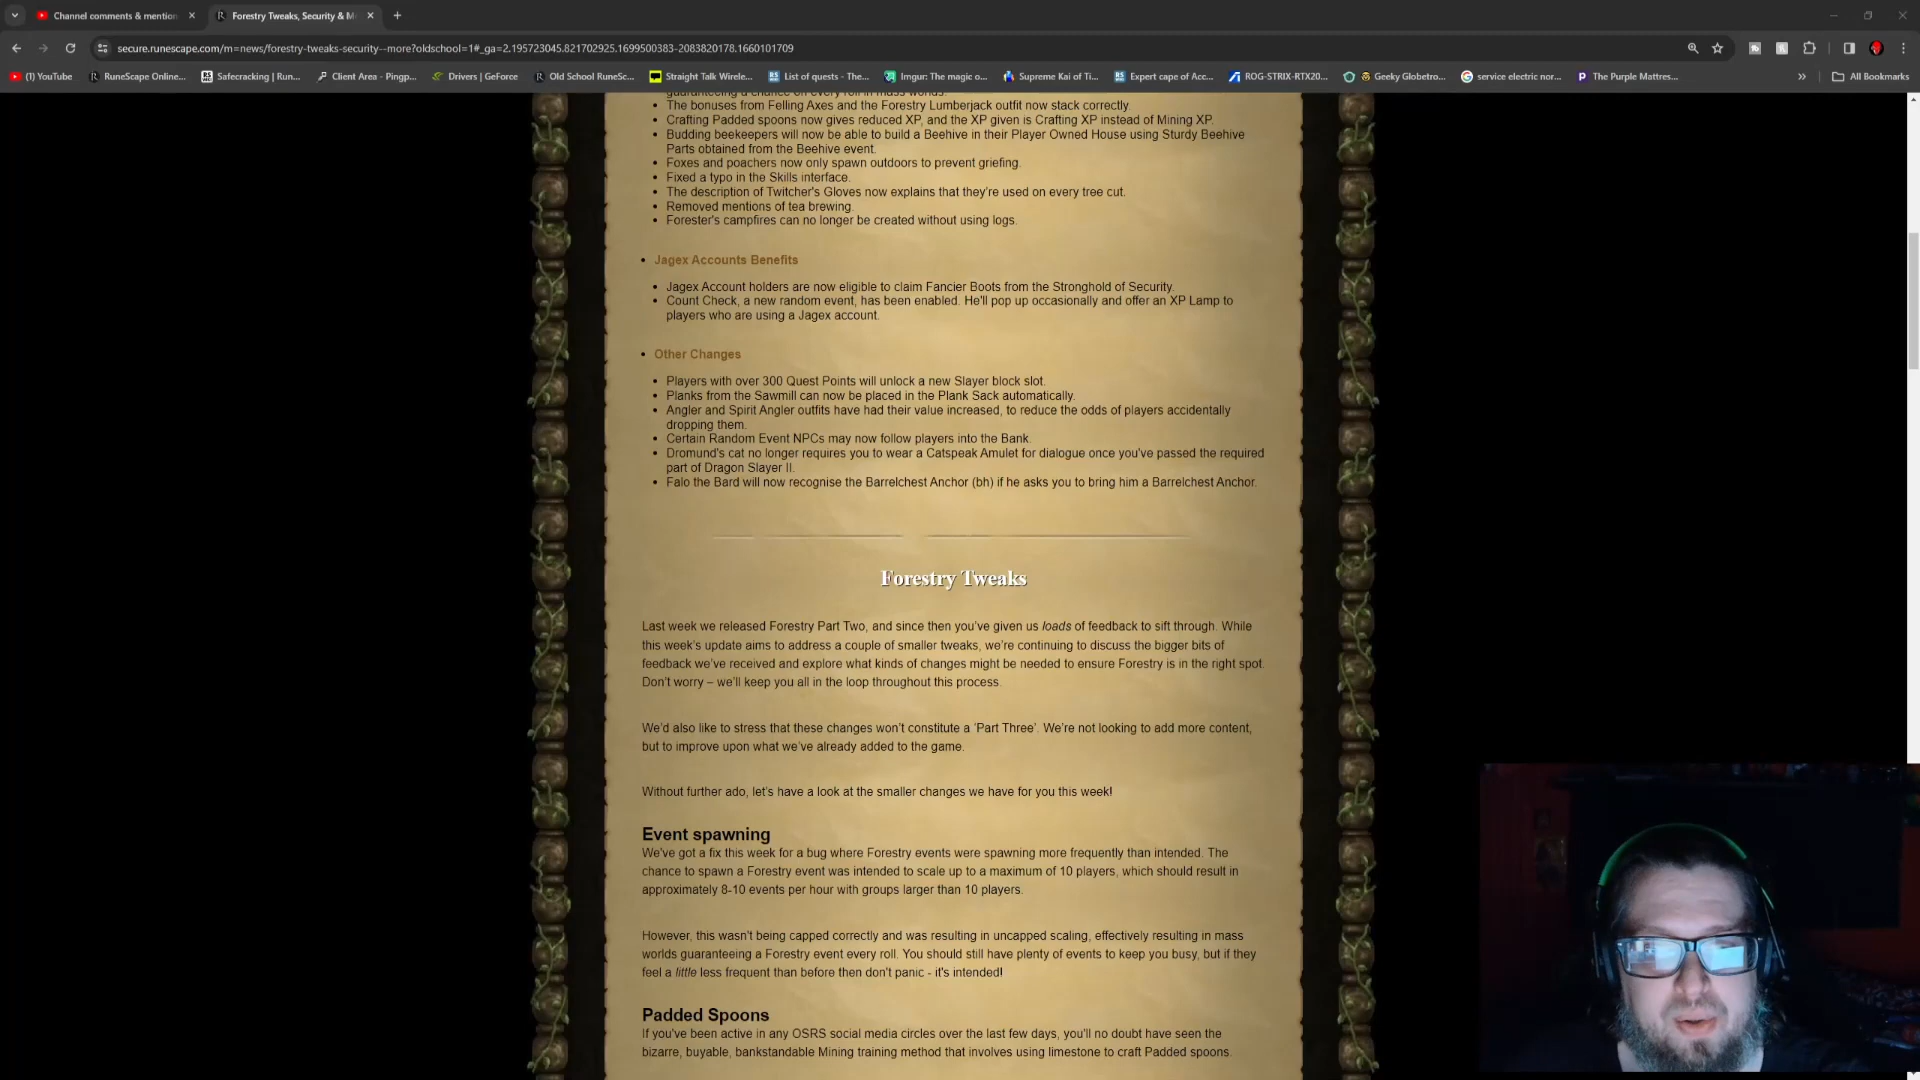 Channel comments & mention
Forestry Tweaks, Security & M
secure.runescape.com/m=news/forestry-tweaks-security--more?oldschool=1#_ga=2.195723045.821702925.1699500383-2083820178.1660101709
(1) YouTube
RuneScape Online...
Safecracking | Run...
Client Area - Pingp...
Drivers | GeForce
Old School RuneSc...
Straight Talk Wirele...
List of quests - The...
Imgur: The magic o...
Supreme Kai of Ti...
Expert cape of Acc...
ROG-STRIX-RTX20...
Geeky Globetro...
service electric nor...
The Purple Mattres...
All Bookmarks
guaranteeing a chance on every roll in mass worlds.
• The bonuses from Felling Axes and the Forestry Lumberjack outfit now stack correctly.
• Crafting Padded spoons now gives reduced XP, and the XP given is Crafting XP instead of Mining XP.
• Budding beekeepers will now be able to build a Beehive in their Player Owned House using Sturdy Beehive
Parts obtained from the Beehive event.
• Foxes and poachers now only spawn outdoors to prevent griefing.
• Fixed a typo in the Skills interface.
• The description of Twitcher's Gloves now explains that they're used on every tree cut.
• Removed mentions of tea brewing.
• Forester's campfires can no longer be created without using logs.
• Jagex Accounts Benefits
• Jagex Account holders are now eligible to claim Fancier Boots from the Stronghold of Security.
• Count Check, a new random event, has been enabled. He'll pop up occasionally and offer an XP Lamp to
players who are using a Jagex account.
• Other Changes
• Players with over 300 Quest Points will unlock a new Slayer block slot.
• Planks from the Sawmill can now be placed in the Plank Sack automatically.
• Angler and Spirit Angler outfits have had their value increased, to reduce the odds of players accidentally
dropping them.
• Certain Random Event NPCs may now follow players into the Bank.
• Dromund's cat no longer requires you to wear a Catspeak Amulet for dialogue once you've passed the required
part of Dragon Slayer II.
• Falo the Bard will now recognise the Barrelchest Anchor (bh) if he asks you to bring him a Barrelchest Anchor.
Forestry Tweaks
Last week we released Forestry Part Two, and since then you've given us loads of feedback to sift through. While
this week's update aims to address a couple of smaller tweaks, we're continuing to discuss the bigger bits of
feedback we've received and explore what kinds of changes might be needed to ensure Forestry is in the right spot.
Don't worry – we'll keep you all in the loop throughout this process.
We'd also like to stress that these changes won't constitute a 'Part Three'. We're not looking to add more content,
but to improve upon what we've already added to the game.
Without further ado, let's have a look at the smaller changes we have for you this week!
Event spawning
We've got a fix this week for a bug where Forestry events were spawning more frequently than intended. The
chance to spawn a Forestry event was intended to scale up to a maximum of 10 players, which should result in
approximately 8-10 events per hour with groups larger than 10 players.
However, this wasn't being capped correctly and was resulting in uncapped scaling, effectively resulting in mass
worlds guaranteeing a Forestry event every roll. You should still have plenty of events to keep you busy, but if they
feel a little less frequent than before then don't panic - it's intended!
Padded Spoons
If you've been active in any OSRS social media circles over the last few days, you'll no doubt have seen the
bizarre, buyable, bankstandable Mining training method that involves using limestone to craft Padded spoons.